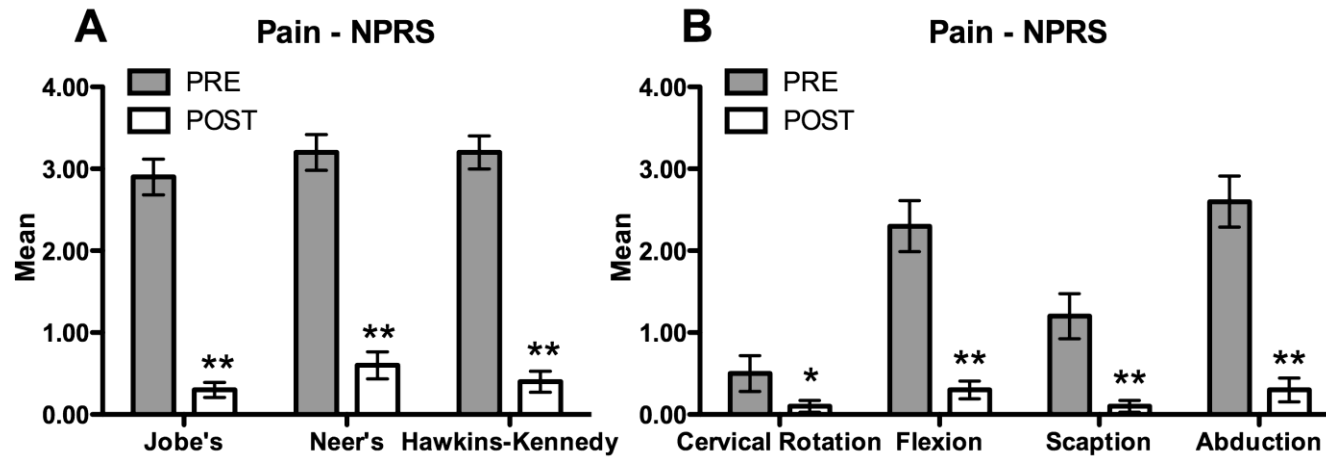 A
Pain - NPRS
PRE
POST
4.00
3.00
2.00
1.00
0.00
Mean
**
**
**
Jobe's
Neer's
Hawkins-Kennedy
B
Pain - NPRS
PRE
POST
4.00
3.00
2.00
1.00
0.00
Mean
*
**
**
**
Cervical Rotation
Flexion
Scaption
Abduction